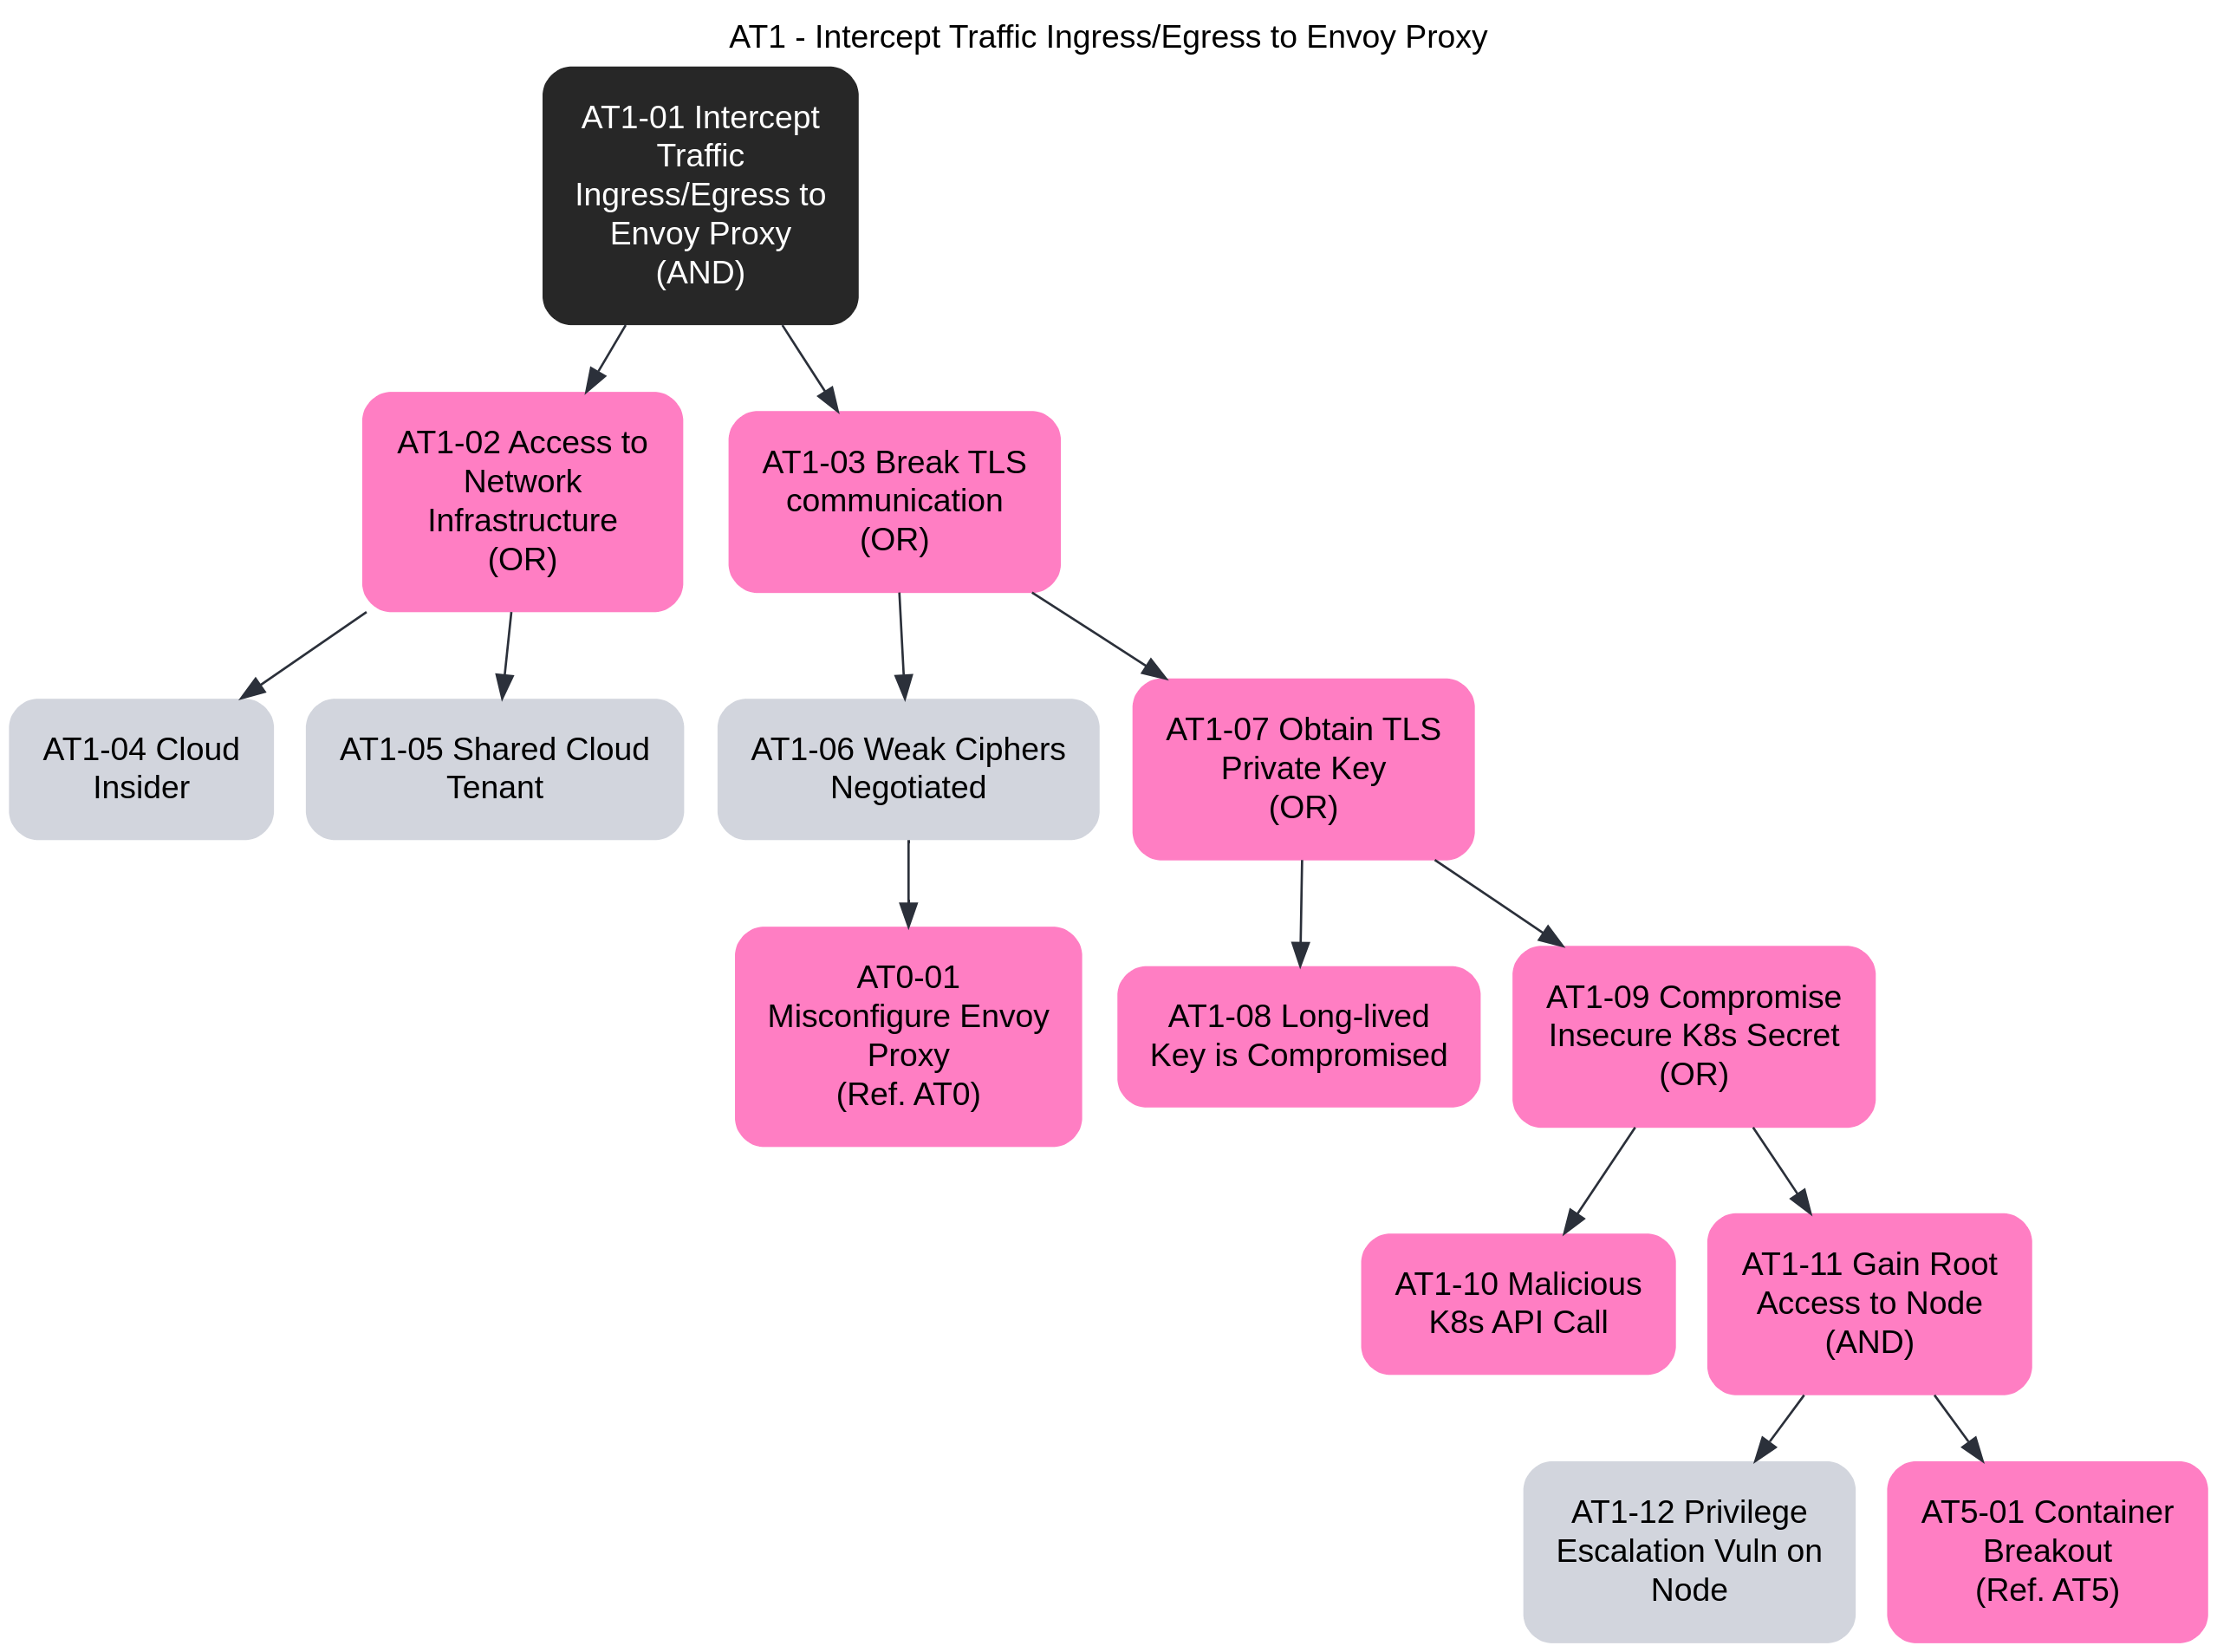 AT1 - Intercept Traffic Ingress/Egress to Envoy Proxy
AT1-01 Intercept
Traffic
Ingress/Egress to
Envoy Proxy
(AND)
AT1-02 Access to
Network
Infrastructure
(OR)
AT1-03 Break TLS
communication
(OR)
AT1-04 Cloud
Insider
AT1-05 Shared Cloud
Tenant
AT1-06 Weak Ciphers
Negotiated
AT1-07 Obtain TLS
Private Key
(OR)
AT0-01
Misconfigure Envoy
Proxy
(Ref. AT0)
AT1-08 Long-lived
Key is Compromised
AT1-09 Compromise
Insecure K8s Secret
(OR)
AT1-10 Malicious
K8s API Call
AT1-11 Gain Root
Access to Node
(AND)
AT1-12 Privilege
Escalation Vuln on
Node
AT5-01 Container
Breakout
(Ref. AT5)